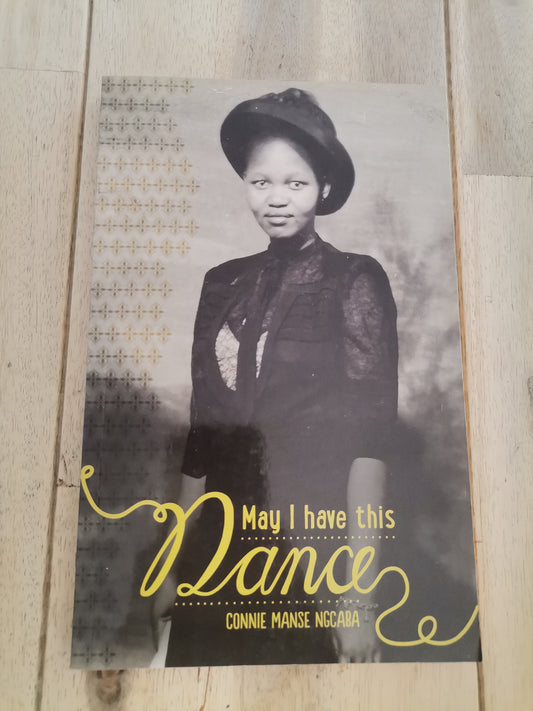 May I have this
Dance
CONNIE MANSE NGCABA